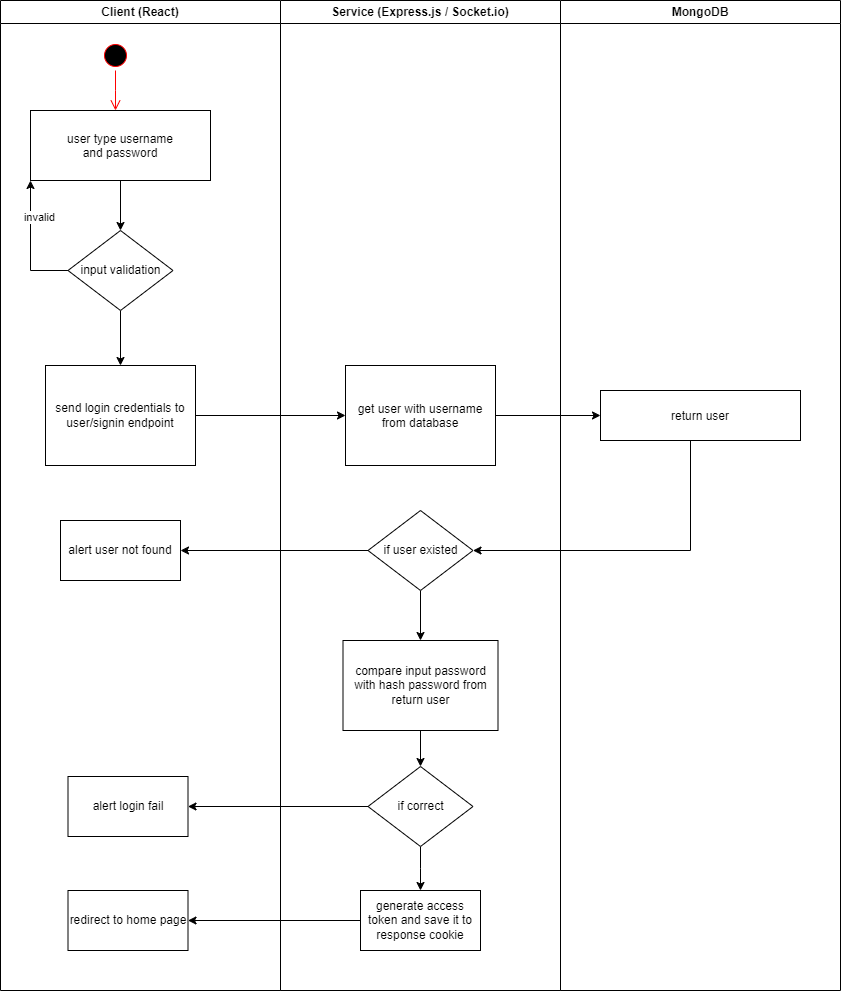 Client (React)
Service (Express.js / Socket.io)
MongoDB
user type username
and password
invalid
input validation
send login credentials to
user/signin endpoint
get user with username
from database
return user
alert user not found
if user existed
compare input password
with hash password from
return user
alert login fail
if correct
generate access
token and save it to
response cookie
redirect to home page